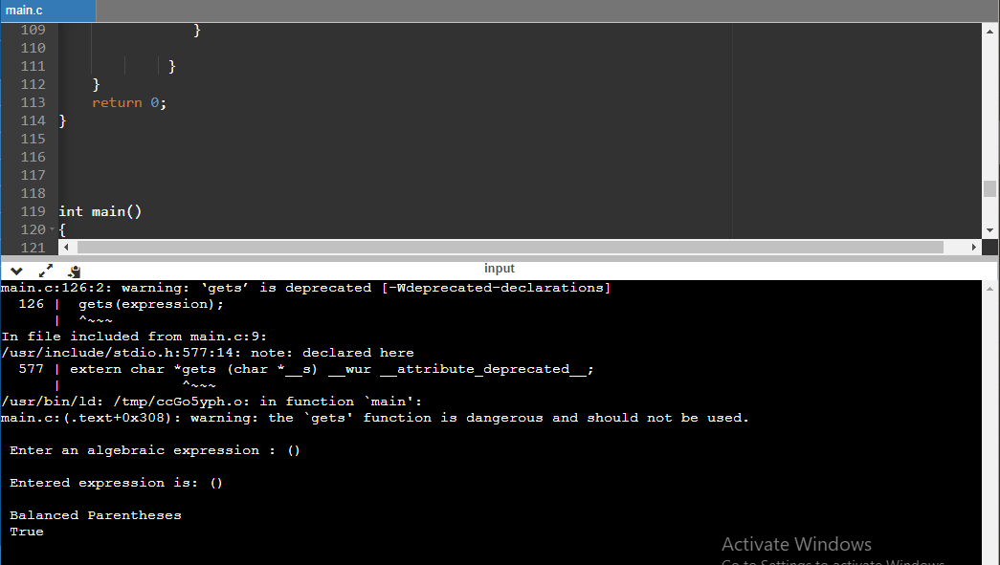 main.c
109 }
110
111 }
112 }
113 return 0;
114 }
115
116
117
118
119 int main()
120 {
121
input
main.c:126:2: warning: ‘gets’ is deprecated [-Wdeprecated-declarations]
126 | gets(expression);
| ^~~~
In file included from main.c:9:
/usr/include/stdio.h:577:14: note: declared here
577 | extern char *gets (char *__s) __wur __attribute_deprecated__;
| ^~~~
/usr/bin/ld: /tmp/ccGo5yph.o: in function `main':
main.c:(.text+0x308): warning: the `gets' function is dangerous and should not be used.
Enter an algebraic expression : ()
Entered expression is: ()
Balanced Parentheses
True
Activate Windows
Go to Settings to activate Windows.